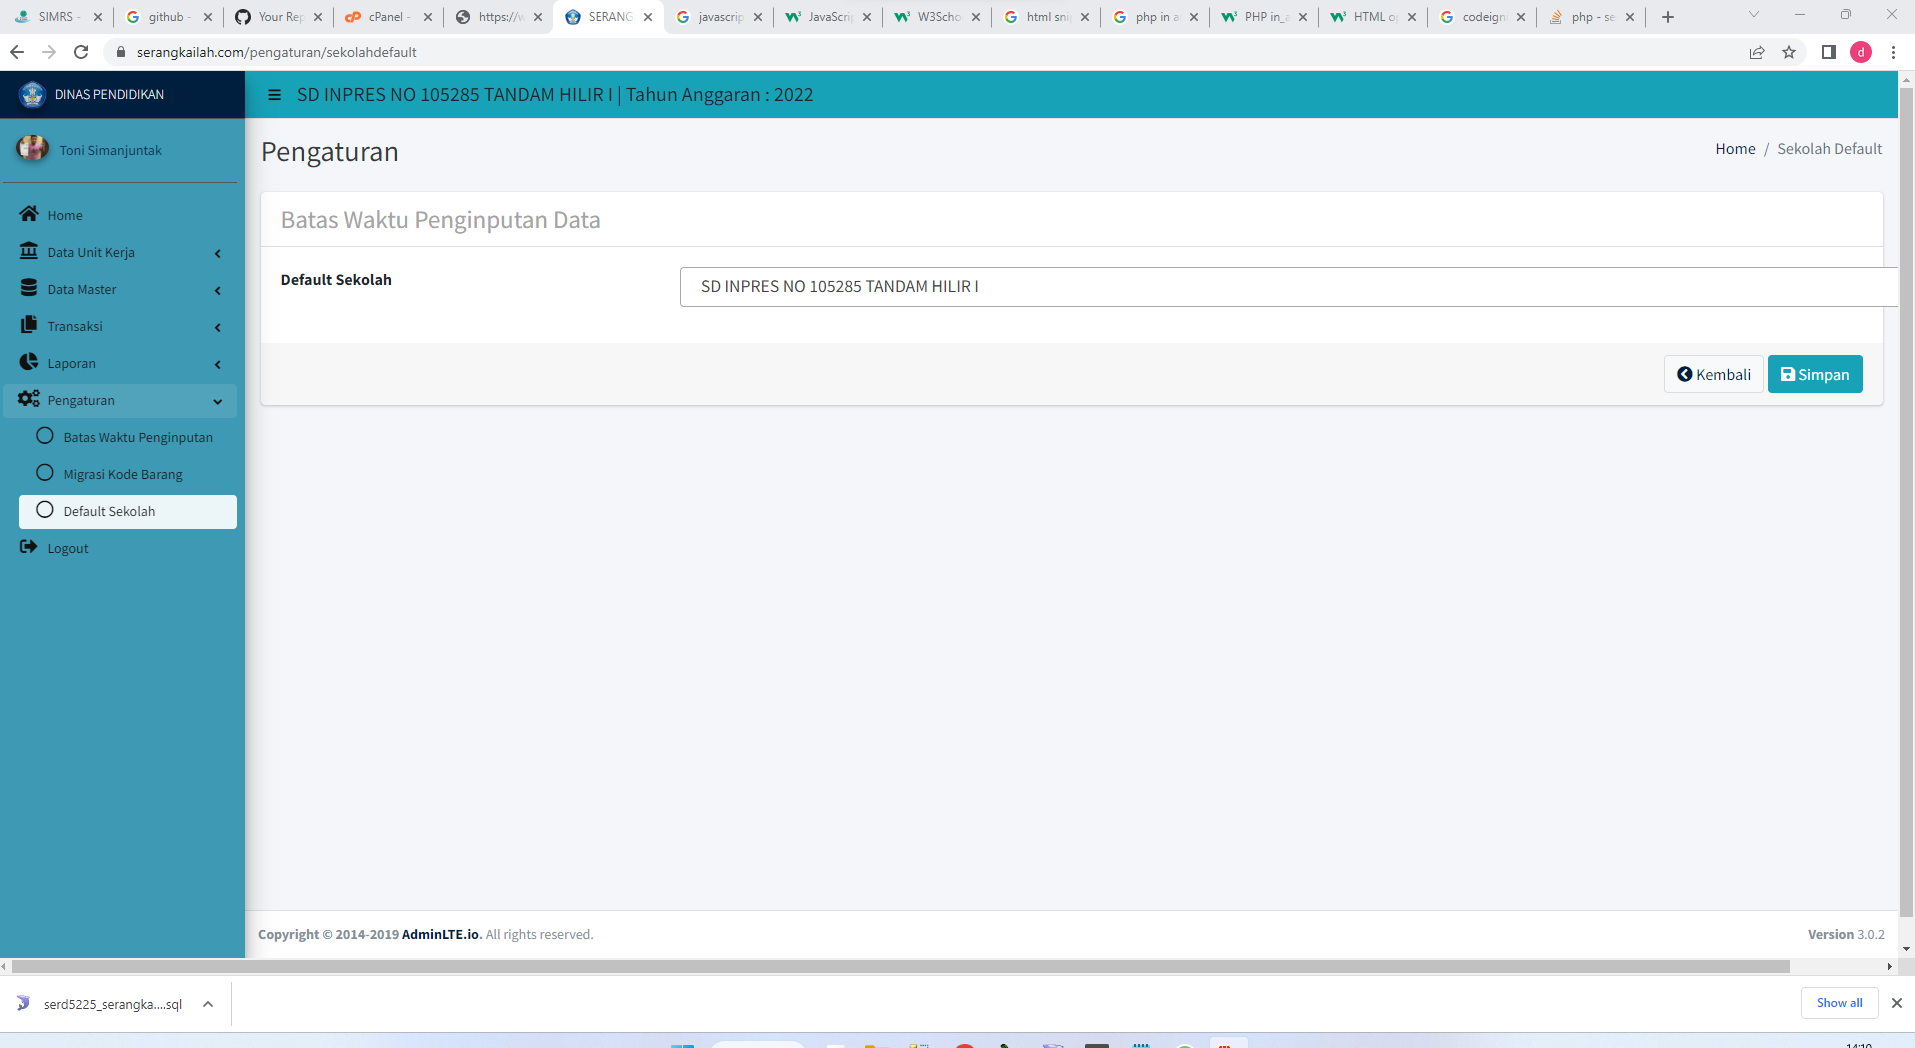 SIMRS -
github -
Your Rep
cPanel -
https://w
SERANG
javascrip
JavaScrip
W3Scho
html sni
php in a
PHP in_a
HTML op
codeign
php - se
serangkailah.com/pengaturan/sekolahdefault
d
DINAS PENDIDIKAN
SD INPRES NO 105285 TANDAM HILIR I | Tahun Anggaran : 2022
Toni Simanjuntak
Pengaturan
Home / Sekolah Default
Home
Data Unit Kerja
Data Master
Transaksi
Laporan
Pengaturan
Batas Waktu Penginputan
Migrasi Kode Barang
Default Sekolah
Logout
Batas Waktu Penginputan Data
Default Sekolah
SD INPRES NO 105285 TANDAM HILIR I
Kembali
Simpan
Copyright © 2014-2019 AdminLTE.io. All rights reserved.
Version 3.0.2
serd5225_serangka....sql
Show all